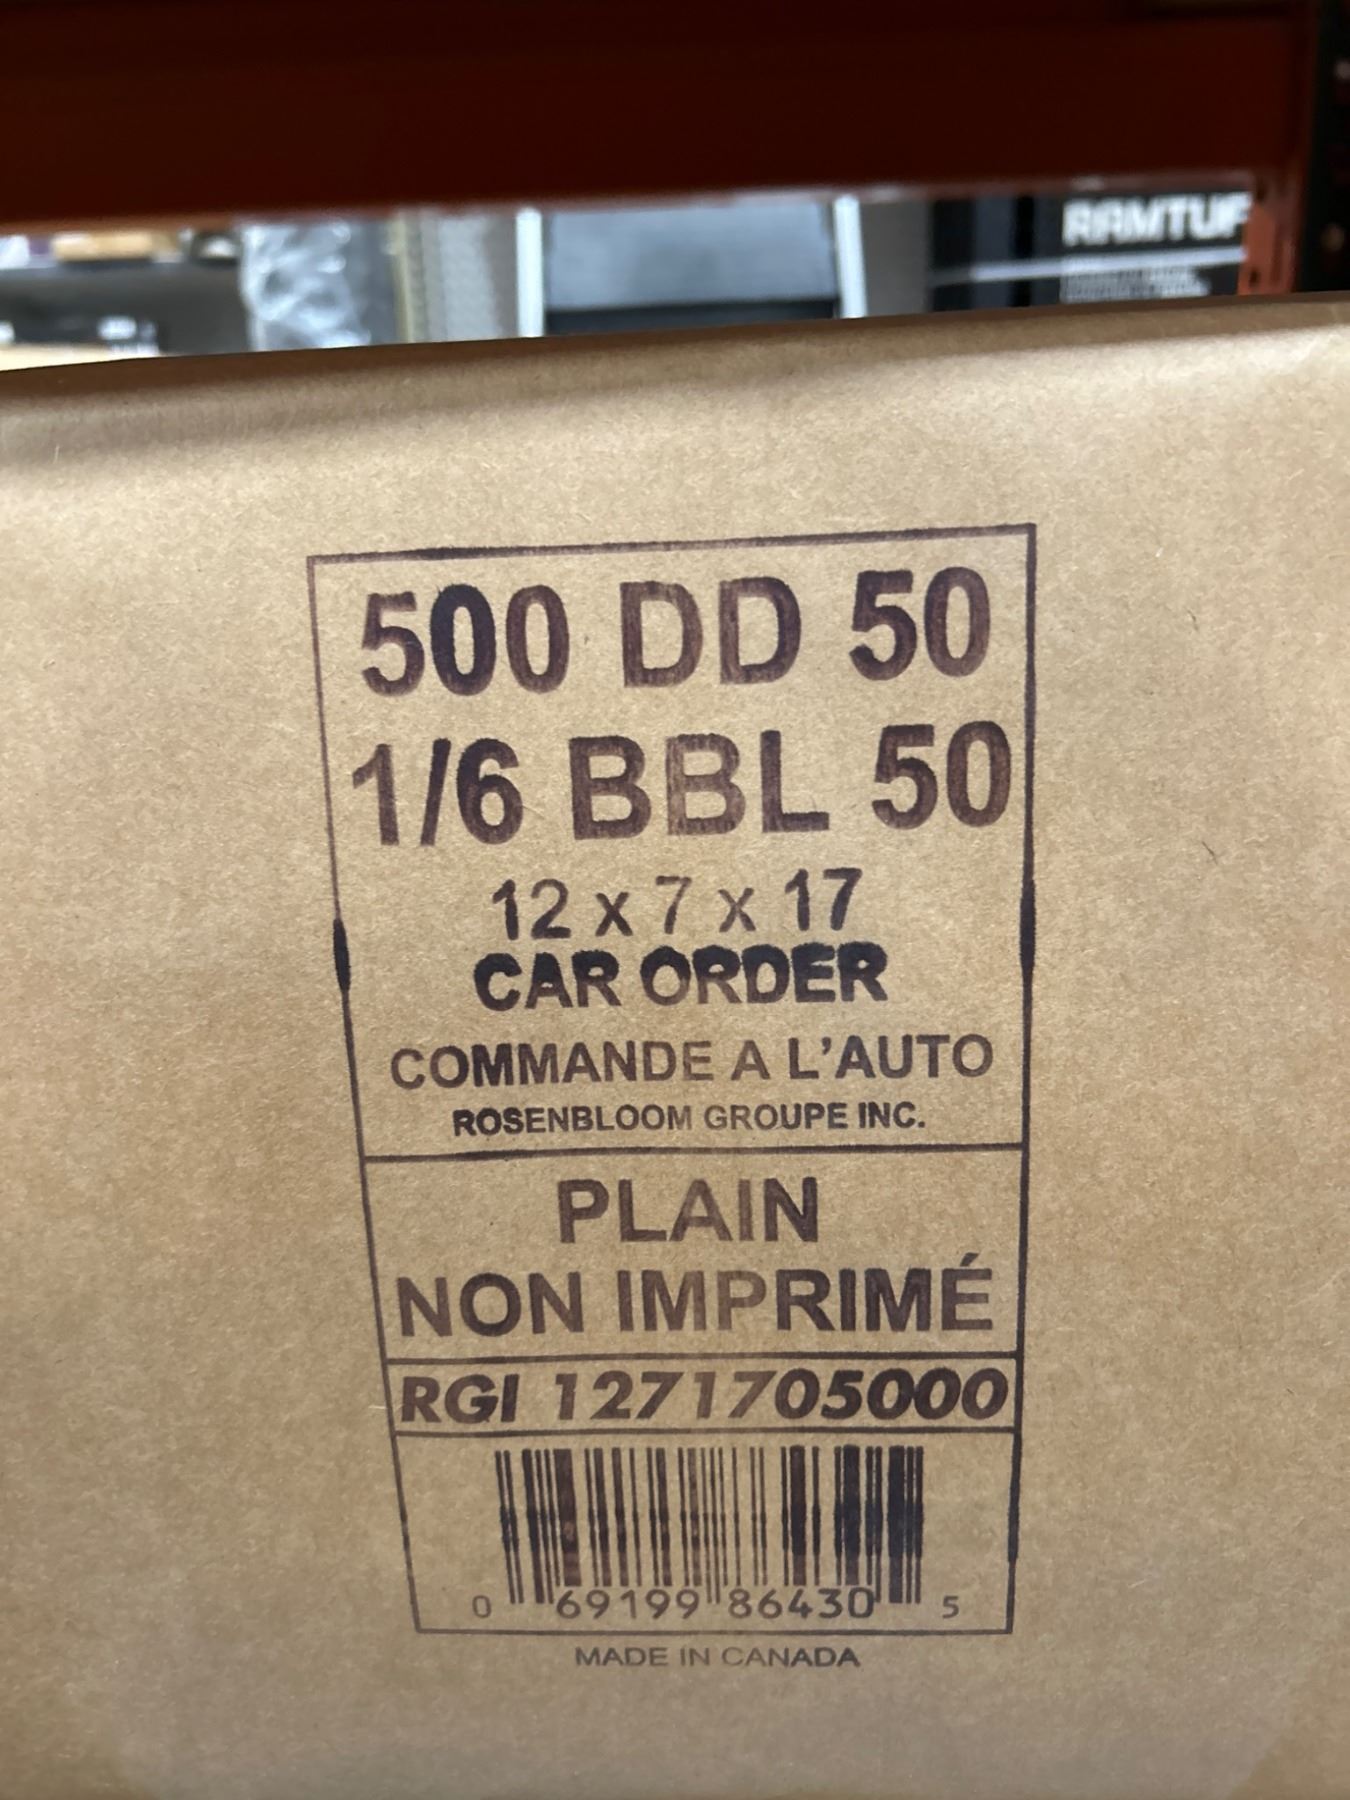 RAMTUF
500 DD 50
1/6 BBL 50
12 x 7 x 17
CAR ORDER
COMMANDE A L'AUTO
ROSENBLOOM GROUPE INC.
PLAIN
NON IMPRIMÉ
RGI 1271705000
0 69199 86430 5
MADE IN CANADA